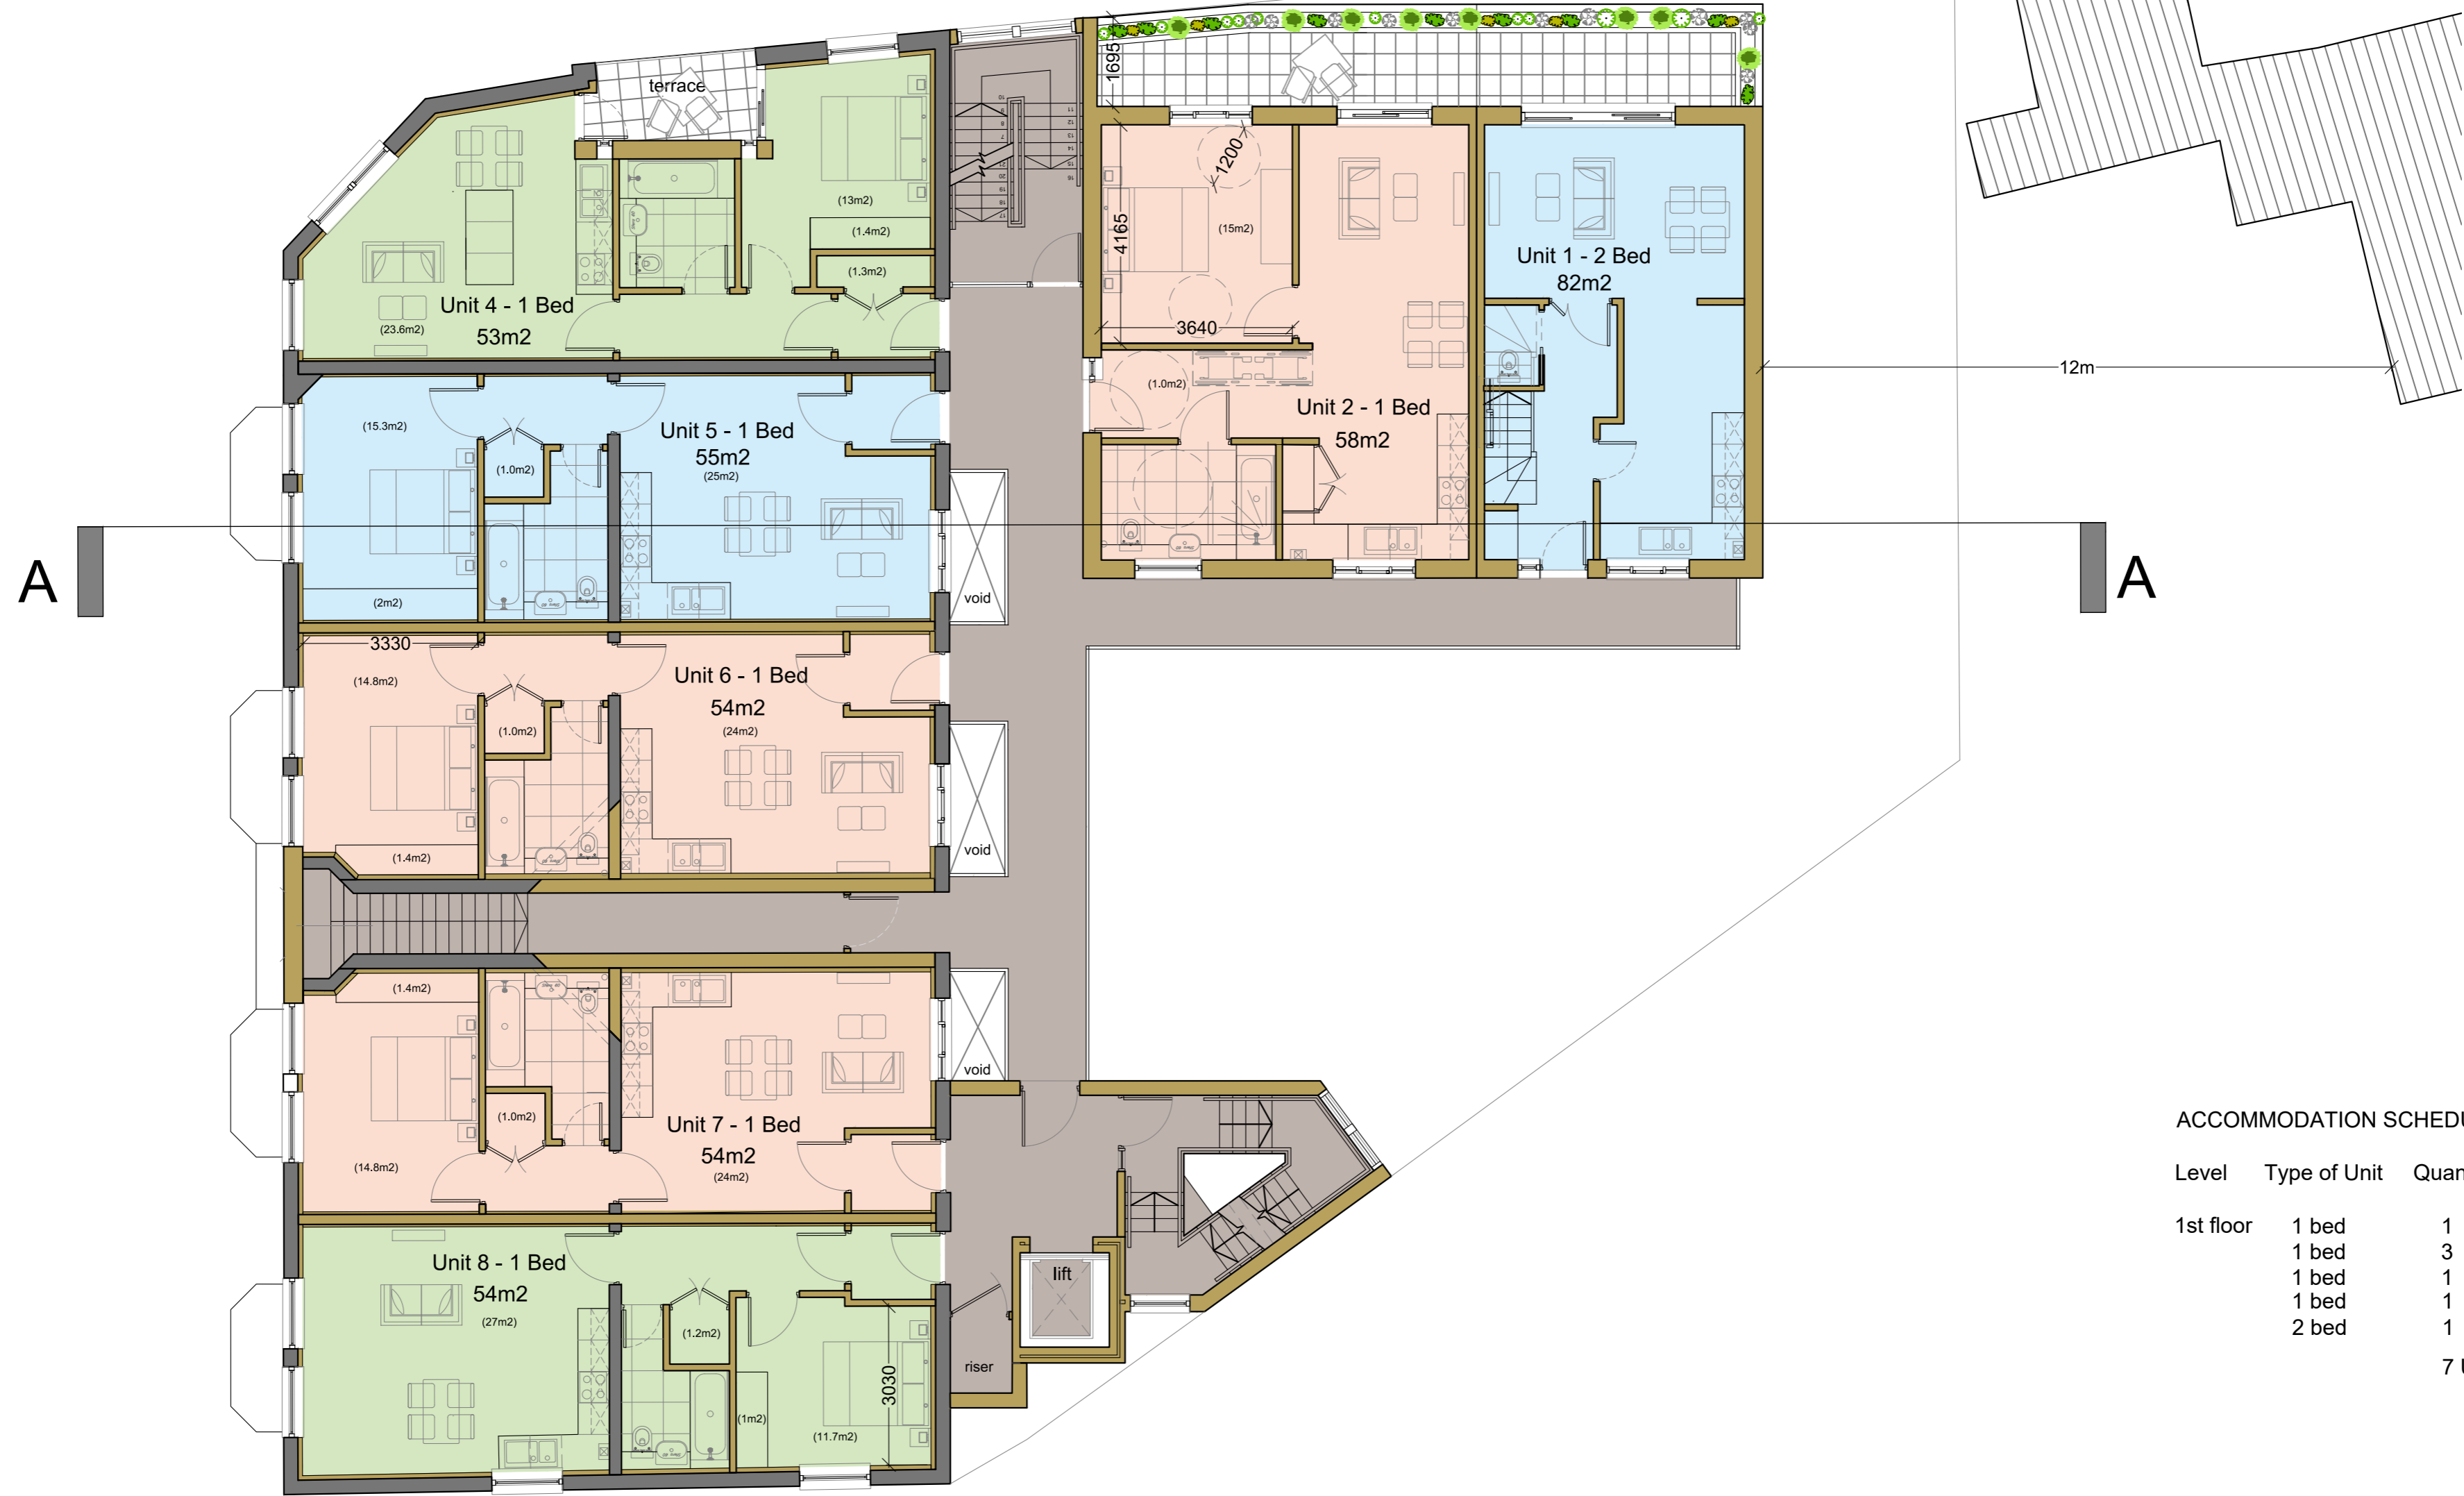 terrace
1695
1200
(13m2)
(1.4m2)
(1.3m2)
4165
(15m2)
Unit 1 - 2 Bed
82m2
Unit 4 - 1 Bed
(23.6m2)
53m2
3640
12m
(1.0m2)
Unit 2 - 1 Bed
58m2
(15.3m2)
Unit 5 - 1 Bed
55m2
(25m2)
(1.0m2)
(2m2)
void
A
A
3330
(14.8m2)
Unit 6 - 1 Bed
54m2
(24m2)
(1.0m2)
(1.4m2)
void
(1.4m2)
void
(1.0m2)
Unit 7 - 1 Bed
54m2
(24m2)
(14.8m2)
Unit 8 - 1 Bed
54m2
(27m2)
(1.2m2)
(1m2)
3030
(11.7m2)
lift
riser
ACCOMMODATION SCHEDU
Level Type of Unit Quan
1st floor 1 bed 1
1 bed 3
1 bed 1
1 bed 1
2 bed 1
7 U